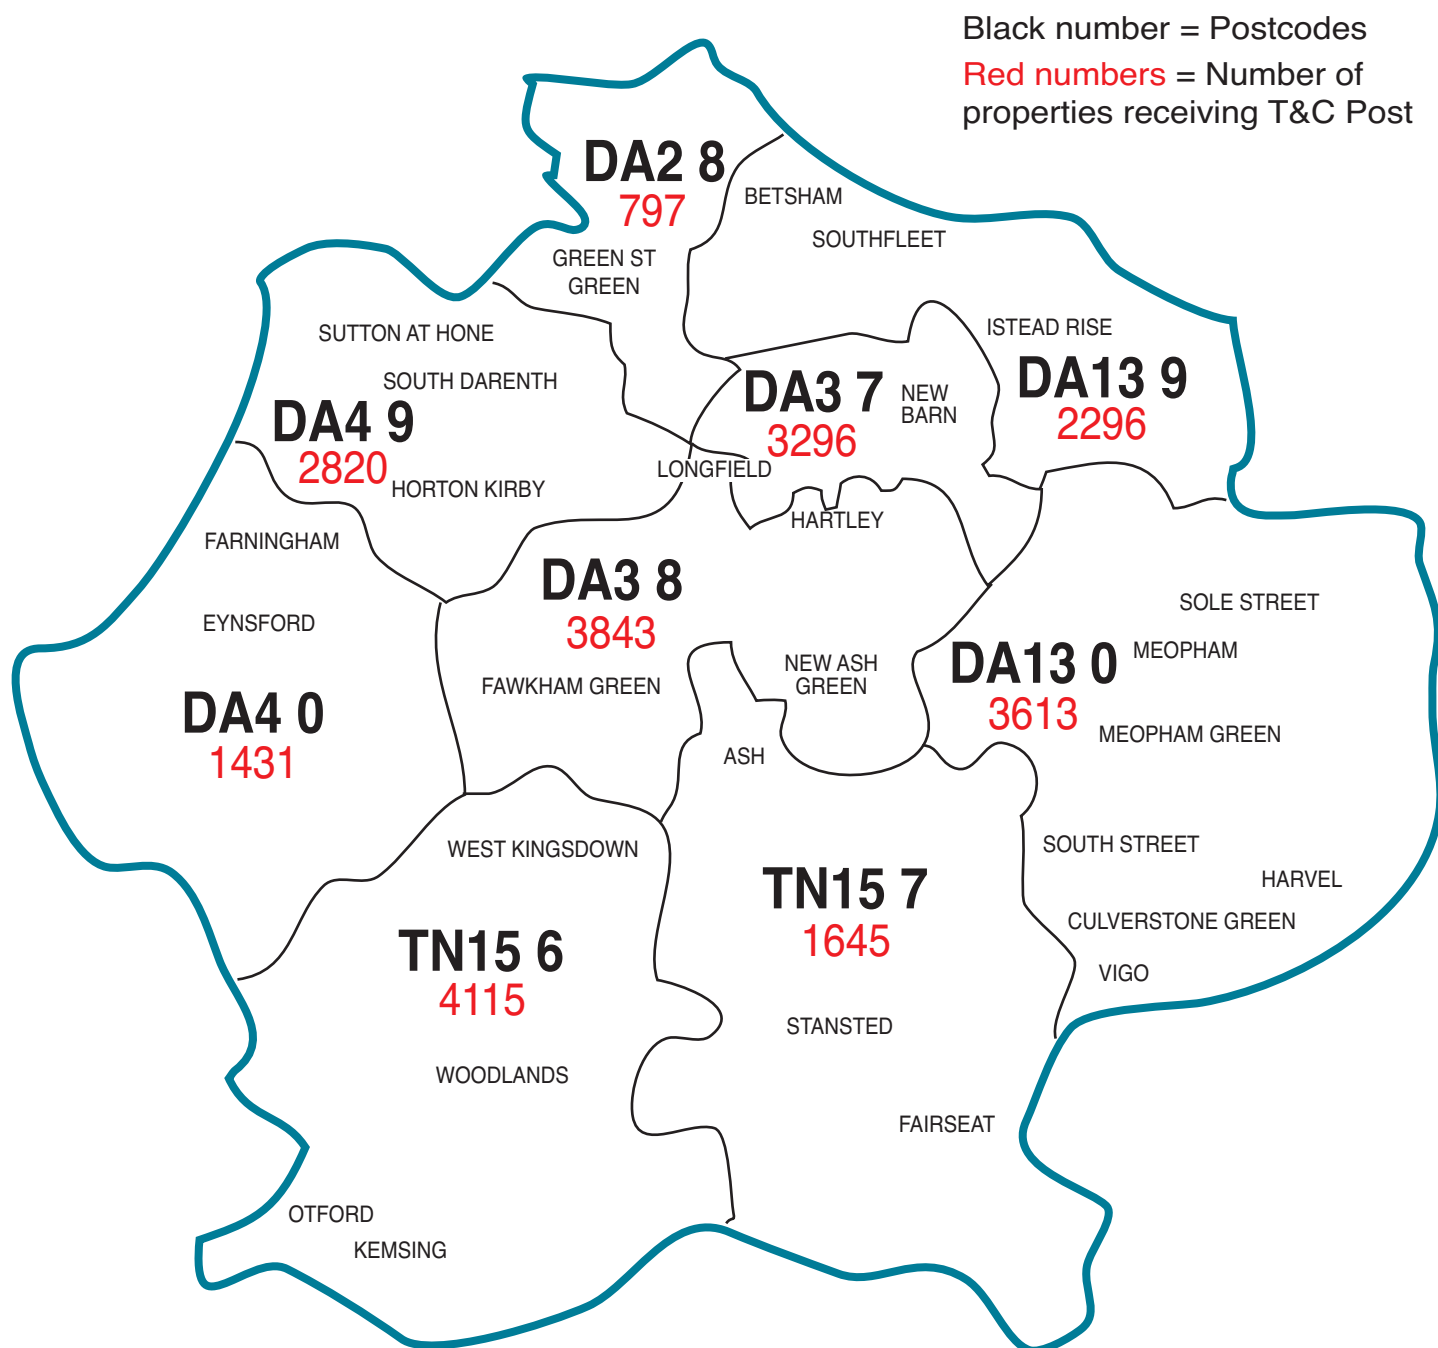 Black number = Postcodes
Red numbers = Number of
properties receiving T&C Post
DA2 8
797
BETSHAM
SOUTHFLEET
GREEN ST
GREEN
SUTTON AT HONE
SOUTH DARENTH
DA4 9
2820
HORTON KIRBY
ISTEAD RISE
DA13 9
2296
DA3 7
3296
NEW
BARN
LONGFIELD
HARTLEY
FARNINGHAM
EYNSFORD
DA4 0
1431
DA3 8
3843
FAWKHAM GREEN
NEW ASH
GREEN
ASH
SOLE STREET
MEOPHAM
DA13 0
3613
MEOPHAM GREEN
SOUTH STREET
HARVEL
CULVERSTONE GREEN
VIGO
WEST KINGSDOWN
TN15 6
4115
WOODLANDS
OTFORD
KEMSING
TN15 7
1645
STANSTED
FAIRSEAT